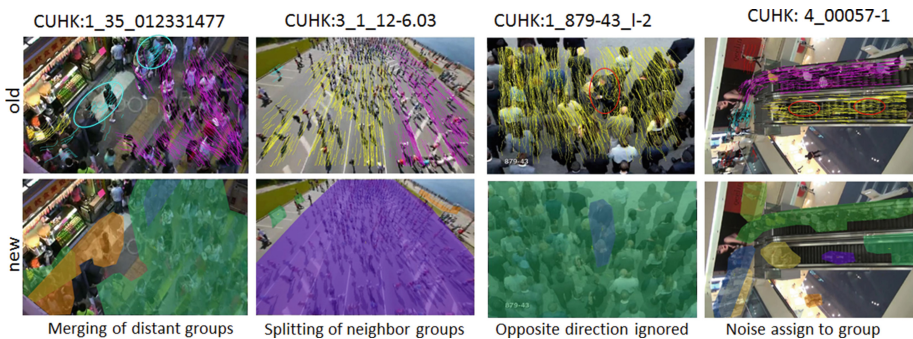 CUHK:1_35_012331477
CUHK:3_1_12-6.03
CUHK:1_879-43_l-2
CUHK: 4_00057-1
old
879-43
new
879-43
Merging of distant groups
Splitting of neighbor groups
Opposite direction ignored
Noise assign to group